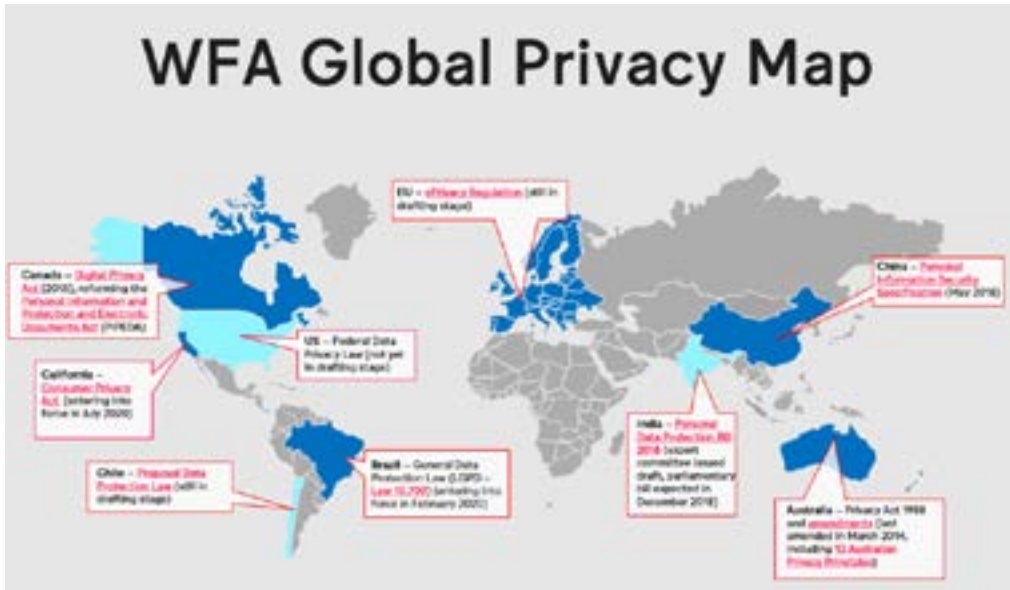 WFA Global Privacy Map
EU – ePrivacy Regulation (still in
drafting stage)
Canada – Digital Privacy
Act (2015), reforming the
Personal Information and
Protection and Electronic
Documents Act (PIPEDA)
US – Federal Data
Privacy Law (not yet
in drafting stage)
California –
Consumer Privacy
Act (entering into
force in July 2020)
China – Personal
Information Security
Specification (May 2018)
Chile – Proposed Data
Protection Law (still in
drafting stage)
Brazil – General Data
Protection Law (LGPD –
Law 13,709) (entering into
force in February 2020)
India – Personal
Data Protection Bill
2018 (expert
committee issued
draft, parliamentary
bill expected in
December 2018)
Australia – Privacy Act 1988
and amendments (last
amended in March 2014,
including 13 Australian
Privacy Principles)